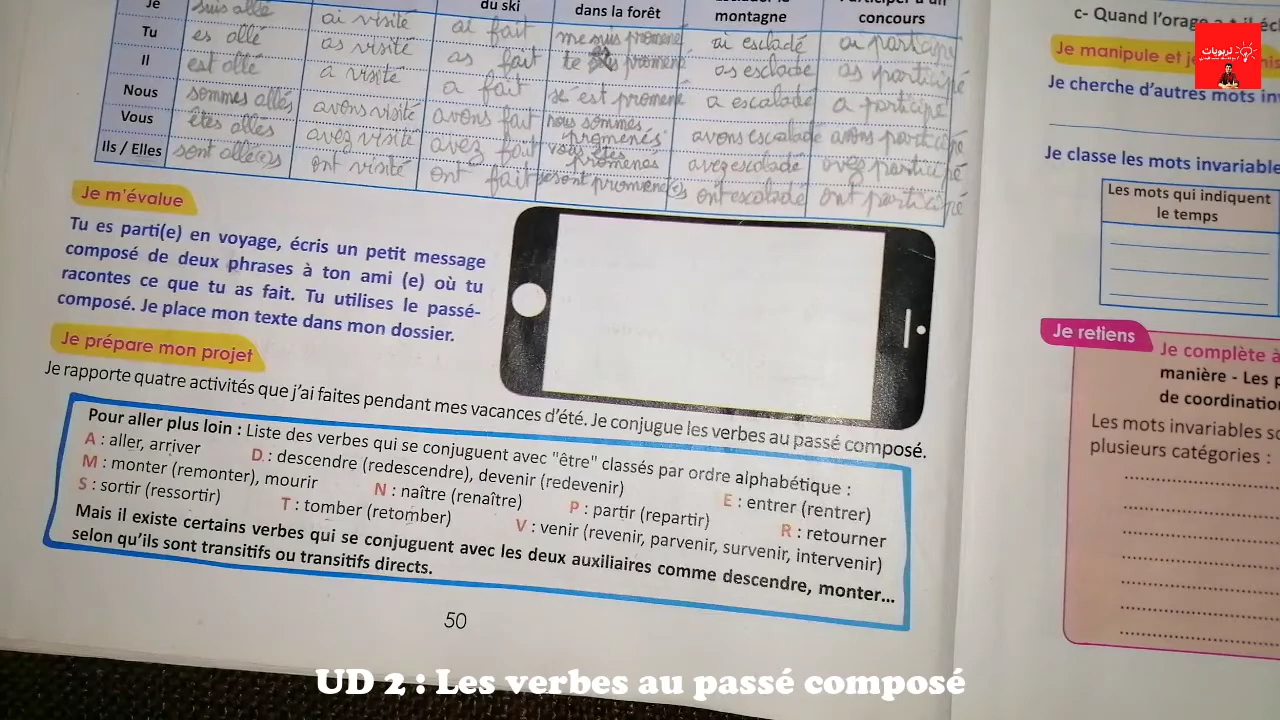 Je
du ski
dans la forêt
montagne
concours
suis allé
ai visité
ai fait
me suis promené
ai escladé
ai participé
Tu
es allé
as visité
as fait
te promené
as esclade
as participé
Il
est allé
a visité
a fait
s'est promené
a escaladé
a participé
Nous
sommes allés
avons visité
avons fait
nous sommes promenés
avons escaladé
avons participé
Vous
êtes allés
avez visité
avez fait
vous êtes promenés
avez escaladé
avez participé
Ils / Elles
sont allé(e)s
ont visité
ont fait
se sont promené(e)s
ont escaladé
ont participé
Je m'évalue
Tu es parti(e) en voyage, écris un petit message
composé de deux phrases à ton ami (e) où tu
racontes ce que tu as fait. Tu utilises le passé-
composé. Je place mon texte dans mon dossier.
Je prépare mon projet
Je rapporte quatre activités que j'ai faites pendant mes vacances d'été. Je conjugue les verbes au passé composé.
Pour aller plus loin : Liste des verbes qui se conjuguent avec "être" classés par ordre alphabétique :
A : aller, arriver D : descendre (redescendre), devenir (redevenir) E : entrer (rentrer)
M : monter (remonter), mourir N : naître (renaître) P : partir (repartir) R : retourner
S : sortir (ressortir) T : tomber (retomber) V : venir (revenir, parvenir, survenir, intervenir)
Mais il existe certains verbes qui se conjuguent avec les deux auxiliaires comme descendre, monter...
selon qu'ils sont transitifs ou transitifs directs.
50
c- Quand l'orage
Je manipule et
Je cherche d'autres mots
Je classe les mots invariable
Les mots qui indiquent
le temps
Je retiens
Je complète à
manière - Les
de coordination
Les mots invariables
plusieurs catégories :
تربويات
UD 2 : Les verbes au passé composé